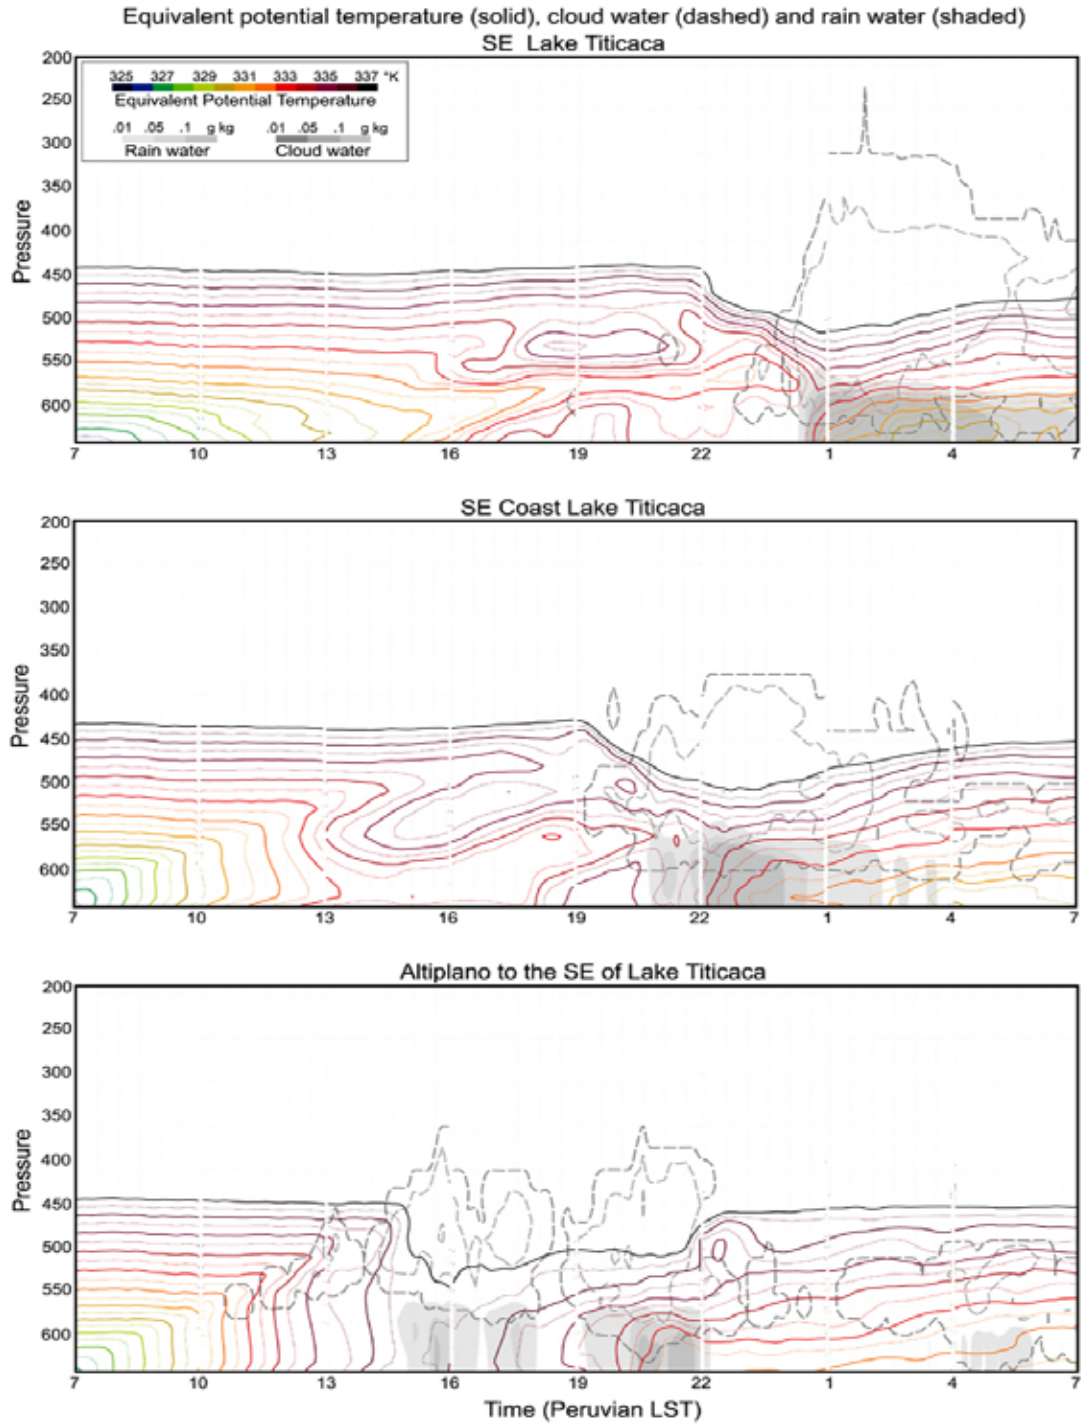 Equivalent potential temperature (solid), cloud water (dashed) and rain water (shaded)
SE Lake Titicaca
325 327 329 331 333 335 337 °K
Equivalent Potential Temperature
.01 .05 .1 g kg .01 .05 .1 g kg
Rain water Cloud water
Pressure
200
250
300
350
400
450
500
550
600
7 10 13 16 19 22 1 4 7
SE Coast Lake Titicaca
Pressure
200
250
300
350
400
450
500
550
600
7 10 13 16 19 22 1 4 7
Altiplano to the SE of Lake Titicaca
Pressure
200
250
300
350
400
450
500
550
600
7 10 13 16 19 22 1 4 7
Time (Peruvian LST)